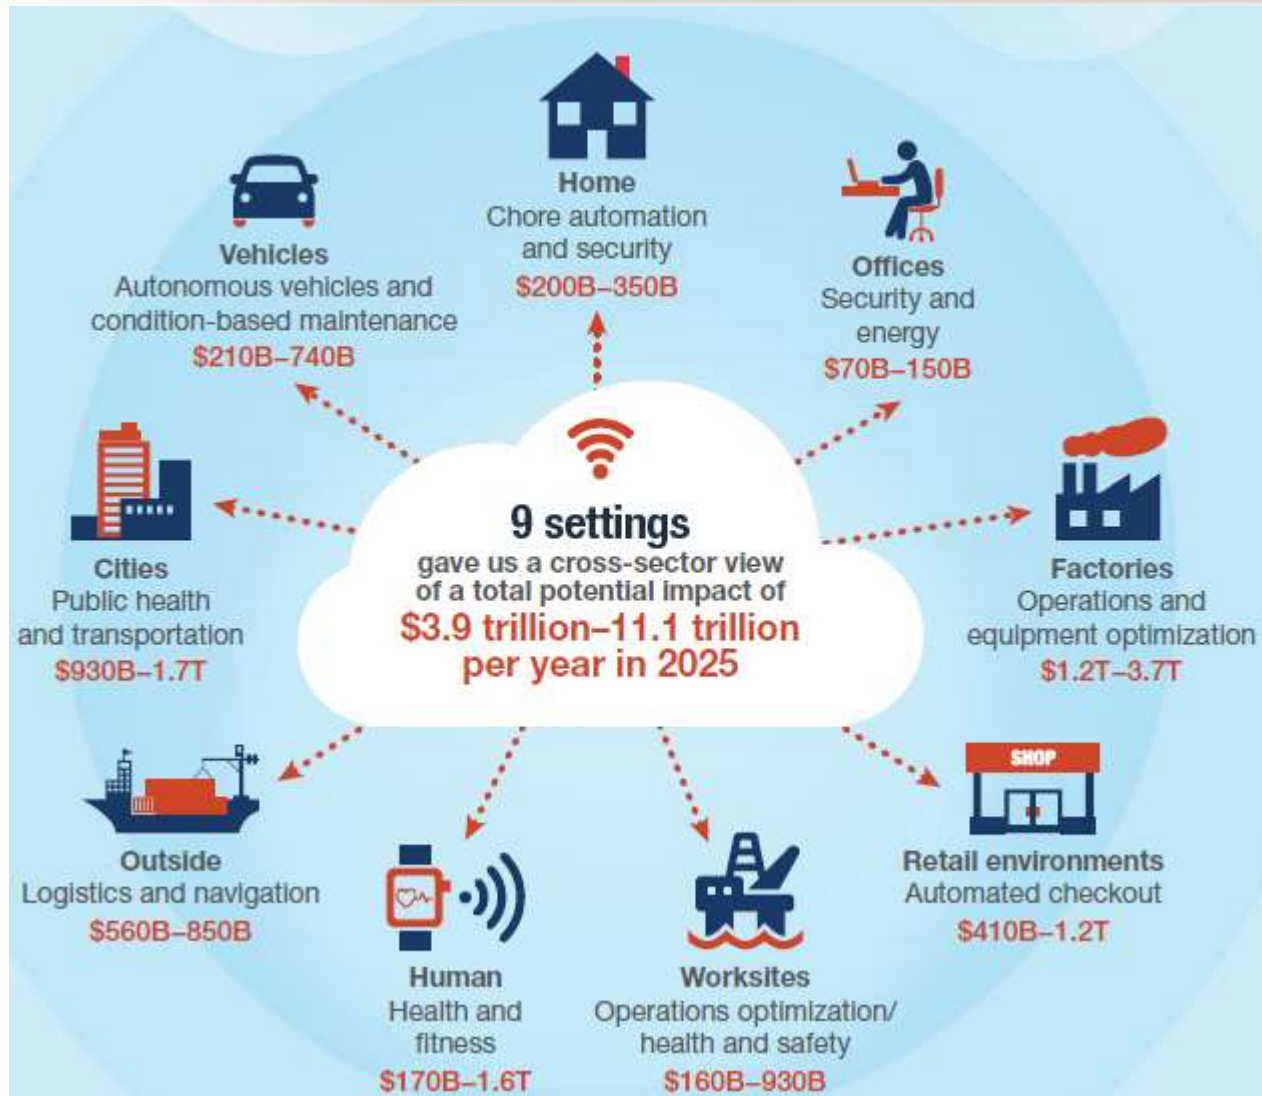 Home
Chore automation
and security
$200B–350B
Offices
Security and
energy
$70B–150B
Factories
Operations and
equipment optimization
$1.2T–3.7T
SHOP
Retail environments
Automated checkout
$410B–1.2T
Worksites
Operations optimization/
health and safety
$160B–930B
Human
Health and
fitness
$170B–1.6T
Outside
Logistics and navigation
$560B–850B
Cities
Public health
and transportation
$930B–1.7T
Vehicles
Autonomous vehicles and
condition-based maintenance
$210B–740B
9 settings
gave us a cross-sector view
of a total potential impact of
$3.9 trillion–11.1 trillion
per year in 2025